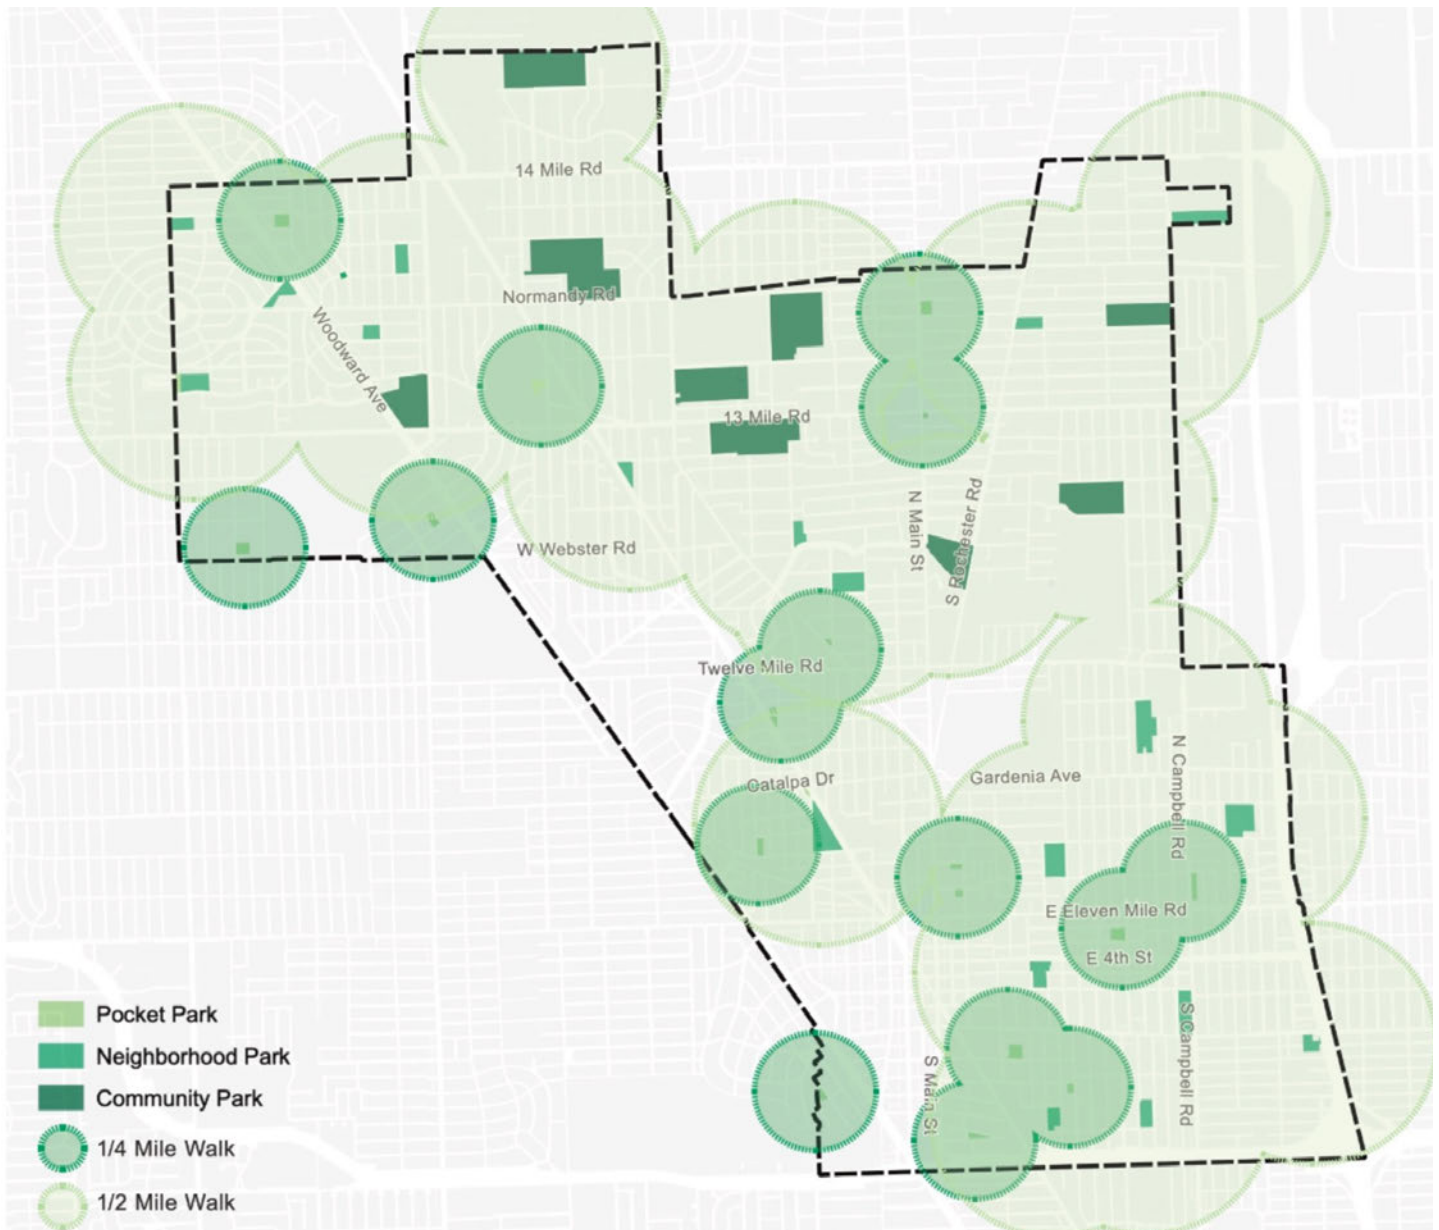 14 Mile Rd
Normandy Rd
Woodward Ave
13 Mile Rd
N Main St
S Rochester Rd
W Webster Rd
Twelve Mile Rd
Catalpa Dr
Gardenia Ave
N Campbell Rd
E Eleven Mile Rd
E 4th St
S Campbell Rd
S Main St
Pocket Park
Neighborhood Park
Community Park
1/4 Mile Walk
1/2 Mile Walk